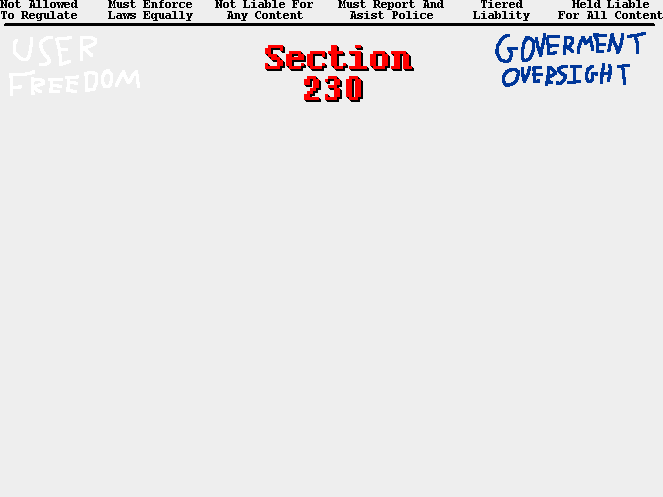 Not Allowed
To Regulate
Must Enforce
Laws Equally
Not Liable For
Any Content
Must Report And
Asist Police
Tiered
Liablity
Held Liable
For All Content
USER
FREEDOM
Section
230
GOVERMENT
OVERSIGHT